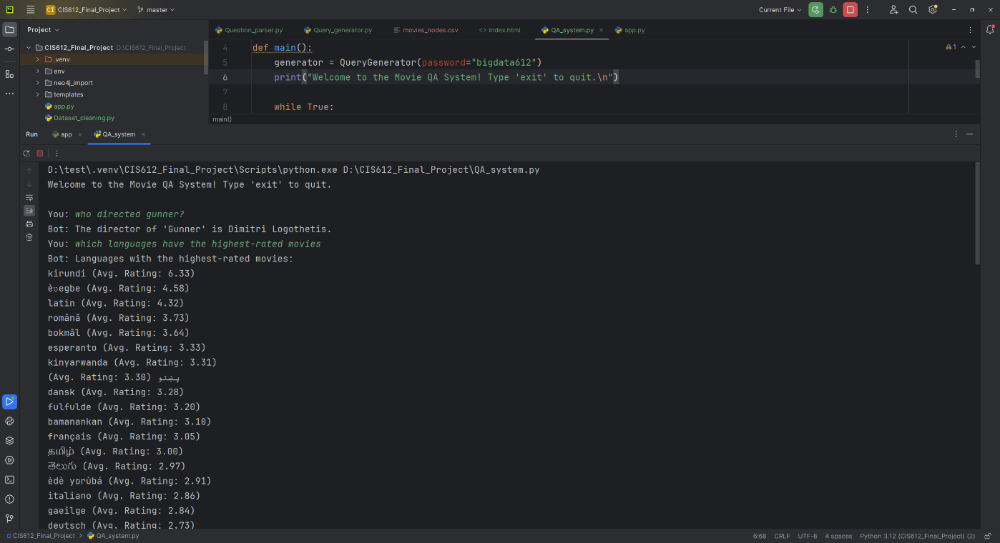 CI CIS612_Final_Project master Current File
Project
Question_parser.py Query_generator.py movies_nodes.csv <> index.html QA_system.py app.py
CIS612_Final_Project D:\CIS612_Final_Project
.venv
env
neo4j_import
templates
app.py
Dataset_cleaning.py
4 def main():
5 generator = QueryGenerator(password="bigdata612")
6 print("Welcome to the Movie QA System! Type 'exit' to quit.\n")
7
8 while True:
1
main()
Run app QA_system
D:\test\.venv\CIS612_Final_Project\Scripts\python.exe D:\CIS612_Final_Project\QA_system.py
Welcome to the Movie QA System! Type 'exit' to quit.
You: who directed gunner?
Bot: The director of 'Gunner' is Dimitri Logothetis.
You: which languages have the highest-rated movies
Bot: Languages with the highest-rated movies:
kirundi (Avg. Rating: 6.33)
èʋegbe (Avg. Rating: 4.58)
latin (Avg. Rating: 4.32)
română (Avg. Rating: 3.73)
bokmål (Avg. Rating: 3.64)
esperanto (Avg. Rating: 3.33)
kinyarwanda (Avg. Rating: 3.31)
(Avg. Rating: 3.30) پښتو
dansk (Avg. Rating: 3.28)
fulfulde (Avg. Rating: 3.20)
bamanankan (Avg. Rating: 3.10)
français (Avg. Rating: 3.05)
தமிழ் (Avg. Rating: 3.00)
తెలుగు (Avg. Rating: 2.97)
èdè yorùbá (Avg. Rating: 2.91)
italiano (Avg. Rating: 2.86)
gaeilge (Avg. Rating: 2.84)
deutsch (Avg. Rating: 2.73)
CIS612_Final_Project > QA_system.py 6:68 CRLF UTF-8 4 spaces Python 3.12 (CIS612_Final_Project) (2)